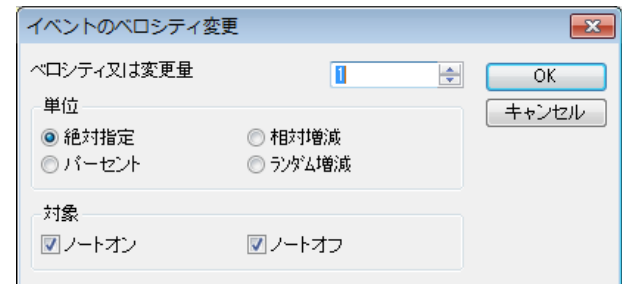 イベントのベロシティ変更
ベロシティ又は変更量 1 OK
キャンセル
単位
絶対指定 相対増減
パーセント ランダム増減
対象
ノートオン ノートオフ